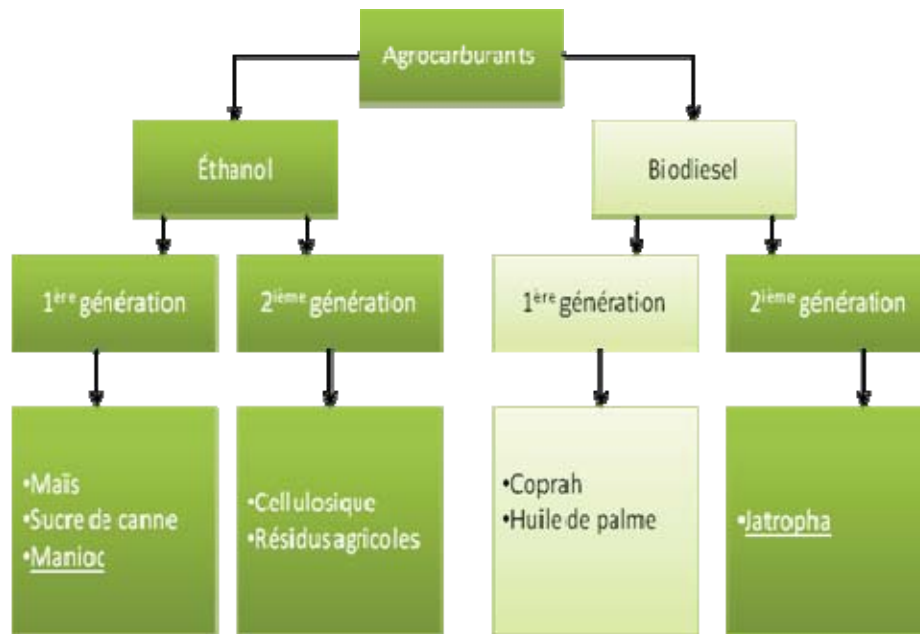 Agrocarburants
Éthanol
Biodiesel
1ère génération
2ième génération
1ère génération
2ième génération
•Maïs
•Sucre de canne
•Manioc
•Cellulosique
•Résidus agricoles
•Coprah
•Huile de palme
•Jatropha